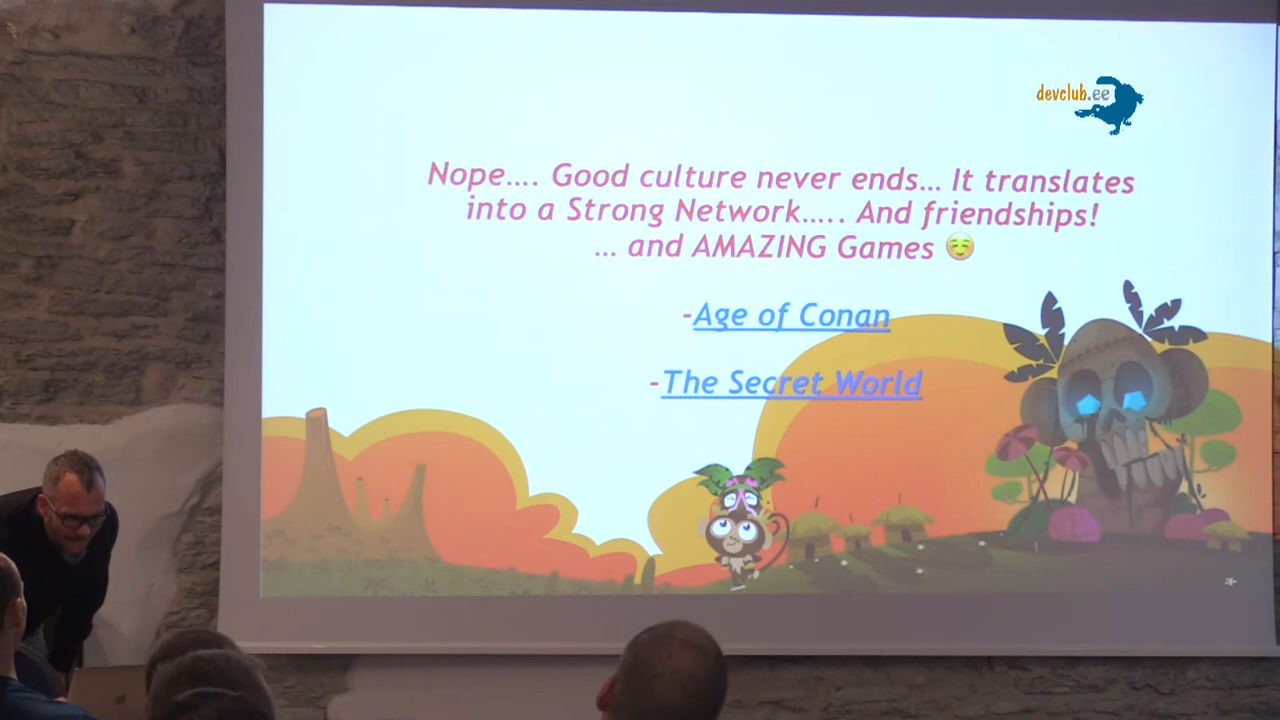 devclub.ee
Nope.... Good culture never ends... It translates
into a Strong Network..... And friendships!
... and AMAZING Games
-Age of Conan
-The Secret World